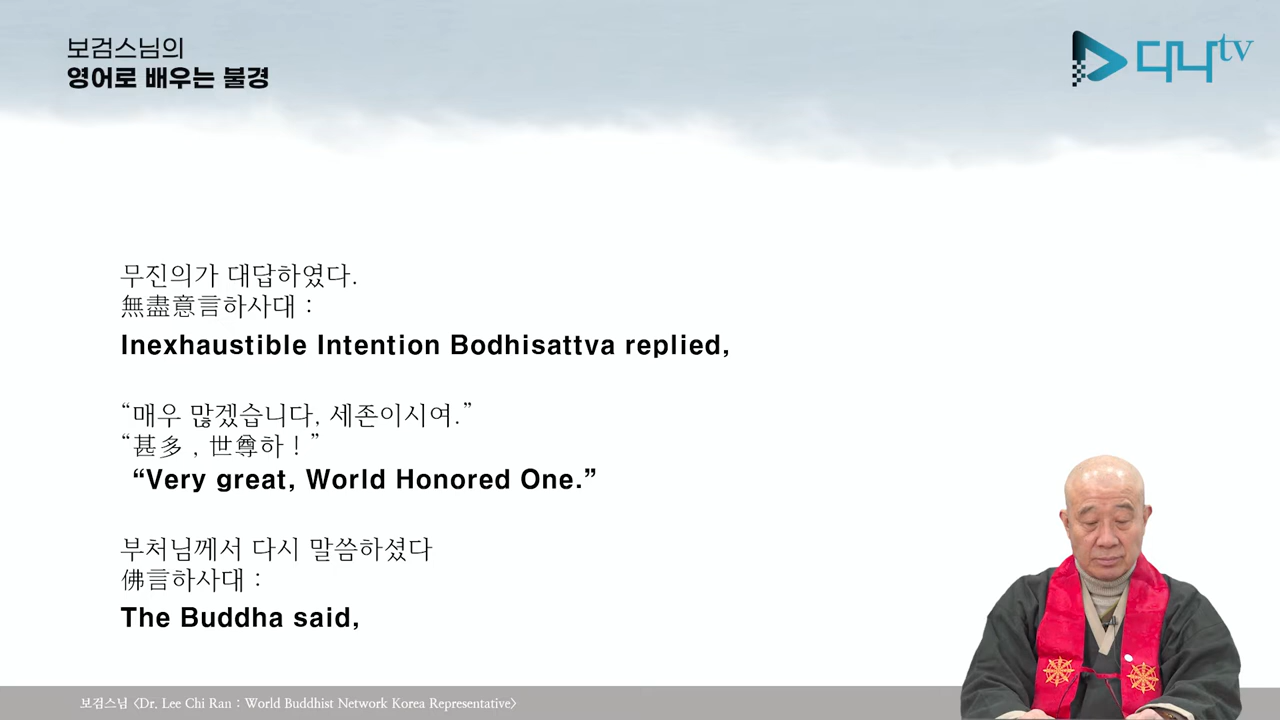 보검스님의
영어로 배우는 불경
디나tv
무진의가 대답하였다.
無盡意言하사대 :
Inexhaustible Intention Bodhisattva replied,
“매우 많겠습니다, 세존이시여.”
“甚多 , 世尊하 ! ”
“Very great, World Honored One.”
부처님께서 다시 말씀하셨다
佛言하사대 :
The Buddha said,
보검스님 <Dr. Lee Chi Ran : World Buddhist Network Korea Representative>